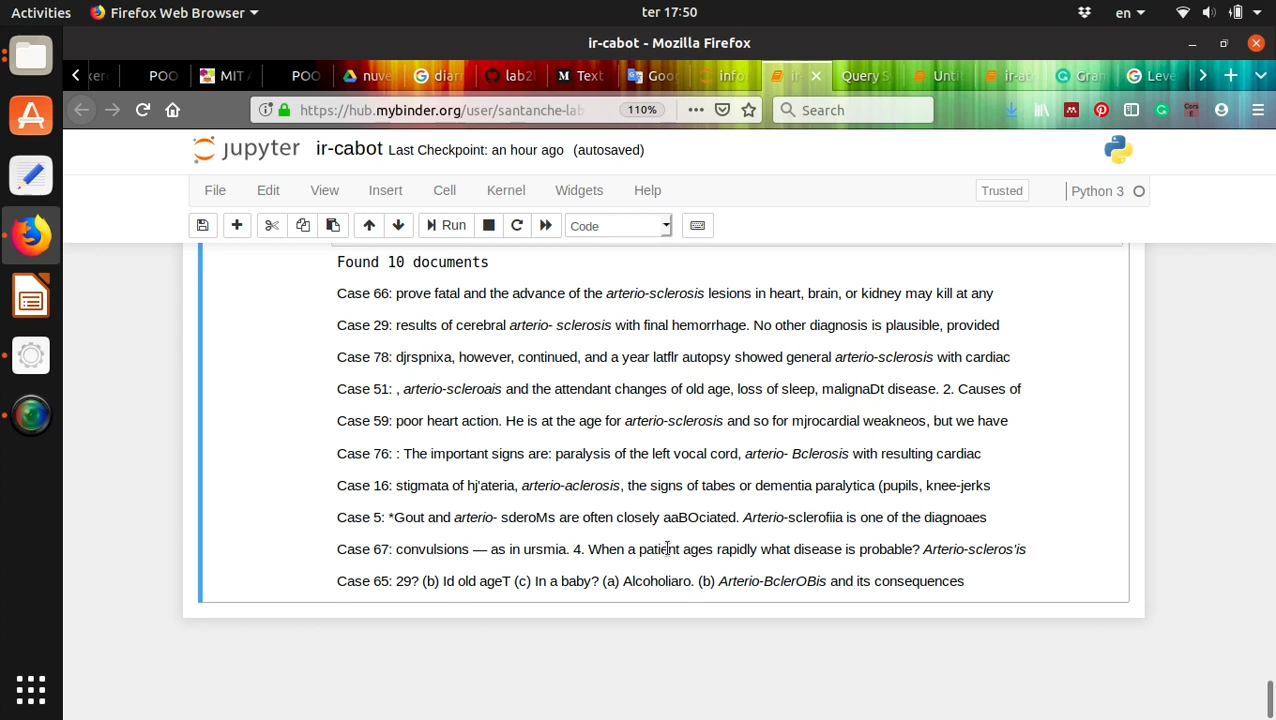 Activities Firefox Web Browser ter 17:50 en
ir-cabot - Mozilla Firefox
POO MIT POO nuve diari lab2 Text Goo info ir- Query S Unti ir-at Gran Leve
https://hub.mybinder.org/user/santanche-lab 110% Search
jupyter ir-cabot Last Checkpoint: an hour ago (autosaved)
File Edit View Insert Cell Kernel Widgets Help Trusted Python 3
Run Code
Found 10 documents
Case 66: prove fatal and the advance of the arterio-sclerosis lesions in heart, brain, or kidney may kill at any
Case 29: results of cerebral arterio- sclerosis with final hemorrhage. No other diagnosis is plausible, provided
Case 78: djrspnixa, however, continued, and a year latflr autopsy showed general arterio-sclerosis with cardiac
Case 51: , arterio-scleroais and the attendant changes of old age, loss of sleep, malignaDt disease. 2. Causes of
Case 59: poor heart action. He is at the age for arterio-sclerosis and so for mjrocardial weakneos, but we have
Case 76: : The important signs are: paralysis of the left vocal cord, arterio- Bclerosis with resulting cardiac
Case 16: stigmata of hj'ateria, arterio-aclerosis, the signs of tabes or dementia paralytica (pupils, knee-jerks
Case 5: *Gout and arterio- sderoMs are often closely aaBOciated. Arterio-sclerofiia is one of the diagnoaes
Case 67: convulsions — as in ursmia. 4. When a patient ages rapidly what disease is probable? Arterio-scleros'is
Case 65: 29? (b) Id old ageT (c) In a baby? (a) Alcoholiaro. (b) Arterio-BclerOBis and its consequences